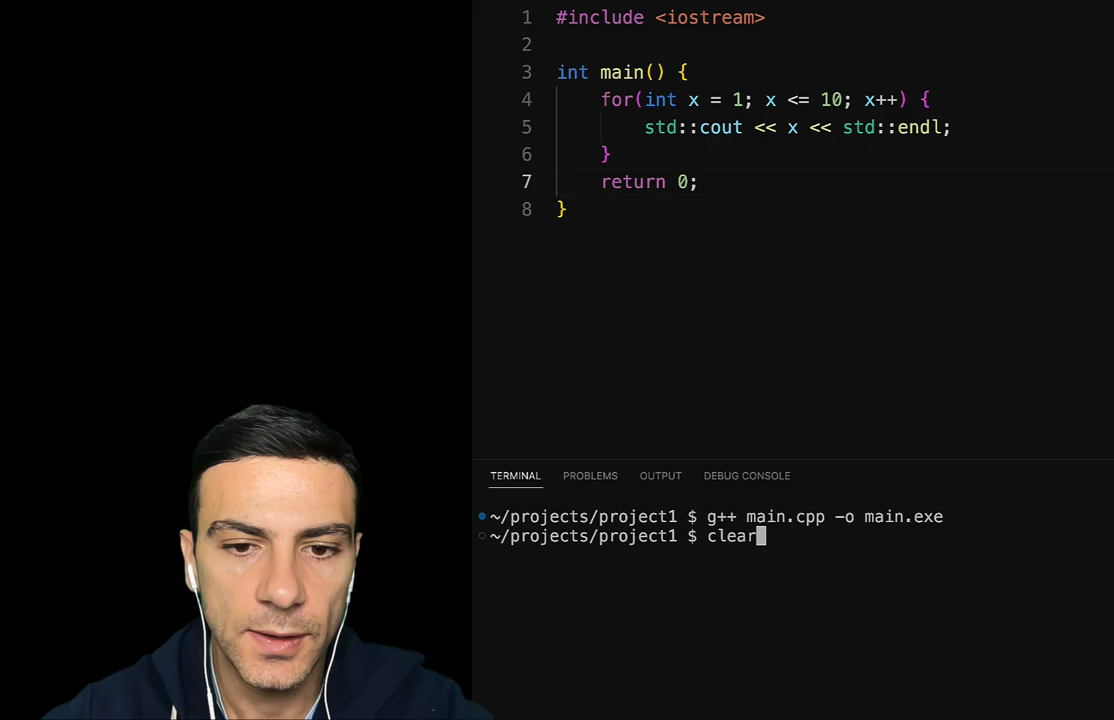 1 #include <iostream>
2
3 int main() {
4 for(int x = 1; x <= 10; x++) {
5 std::cout << x << std::endl;
6 }
7 return 0;
8 }
TERMINAL PROBLEMS OUTPUT DEBUG CONSOLE
~/projects/project1 $ g++ main.cpp -o main.exe
~/projects/project1 $ clear